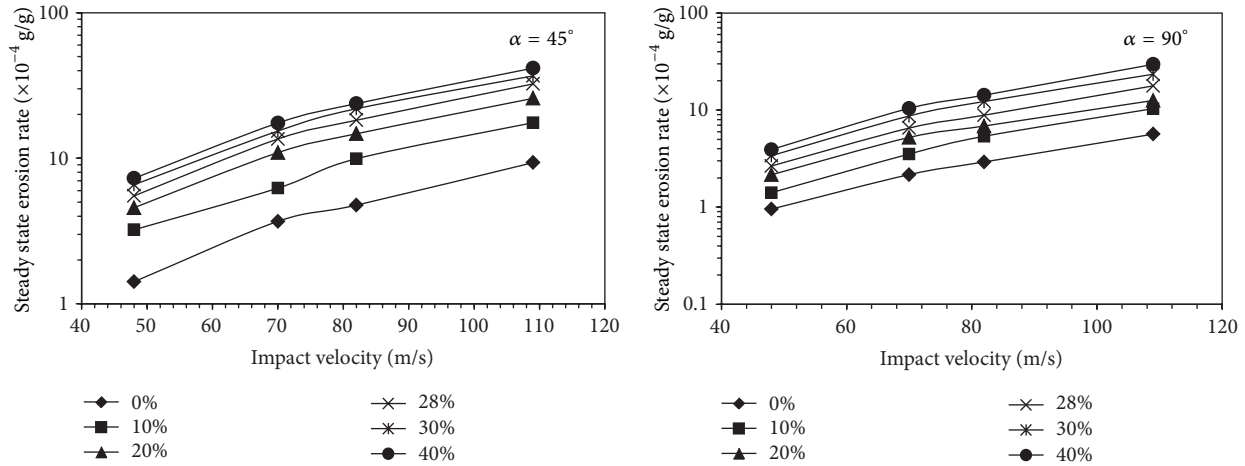 100
10
1
40 50 60 70 80 90 100 110 120
Steady state erosion rate (×10⁻⁴ g/g)
Impact velocity (m/s)
α = 45°
0%
10%
20%
28%
30%
40%
100
10
1
0.1
40 60 80 100 120
Steady state erosion rate (×10⁻⁴ g/g)
Impact velocity (m/s)
α = 90°
0%
10%
20%
28%
30%
40%